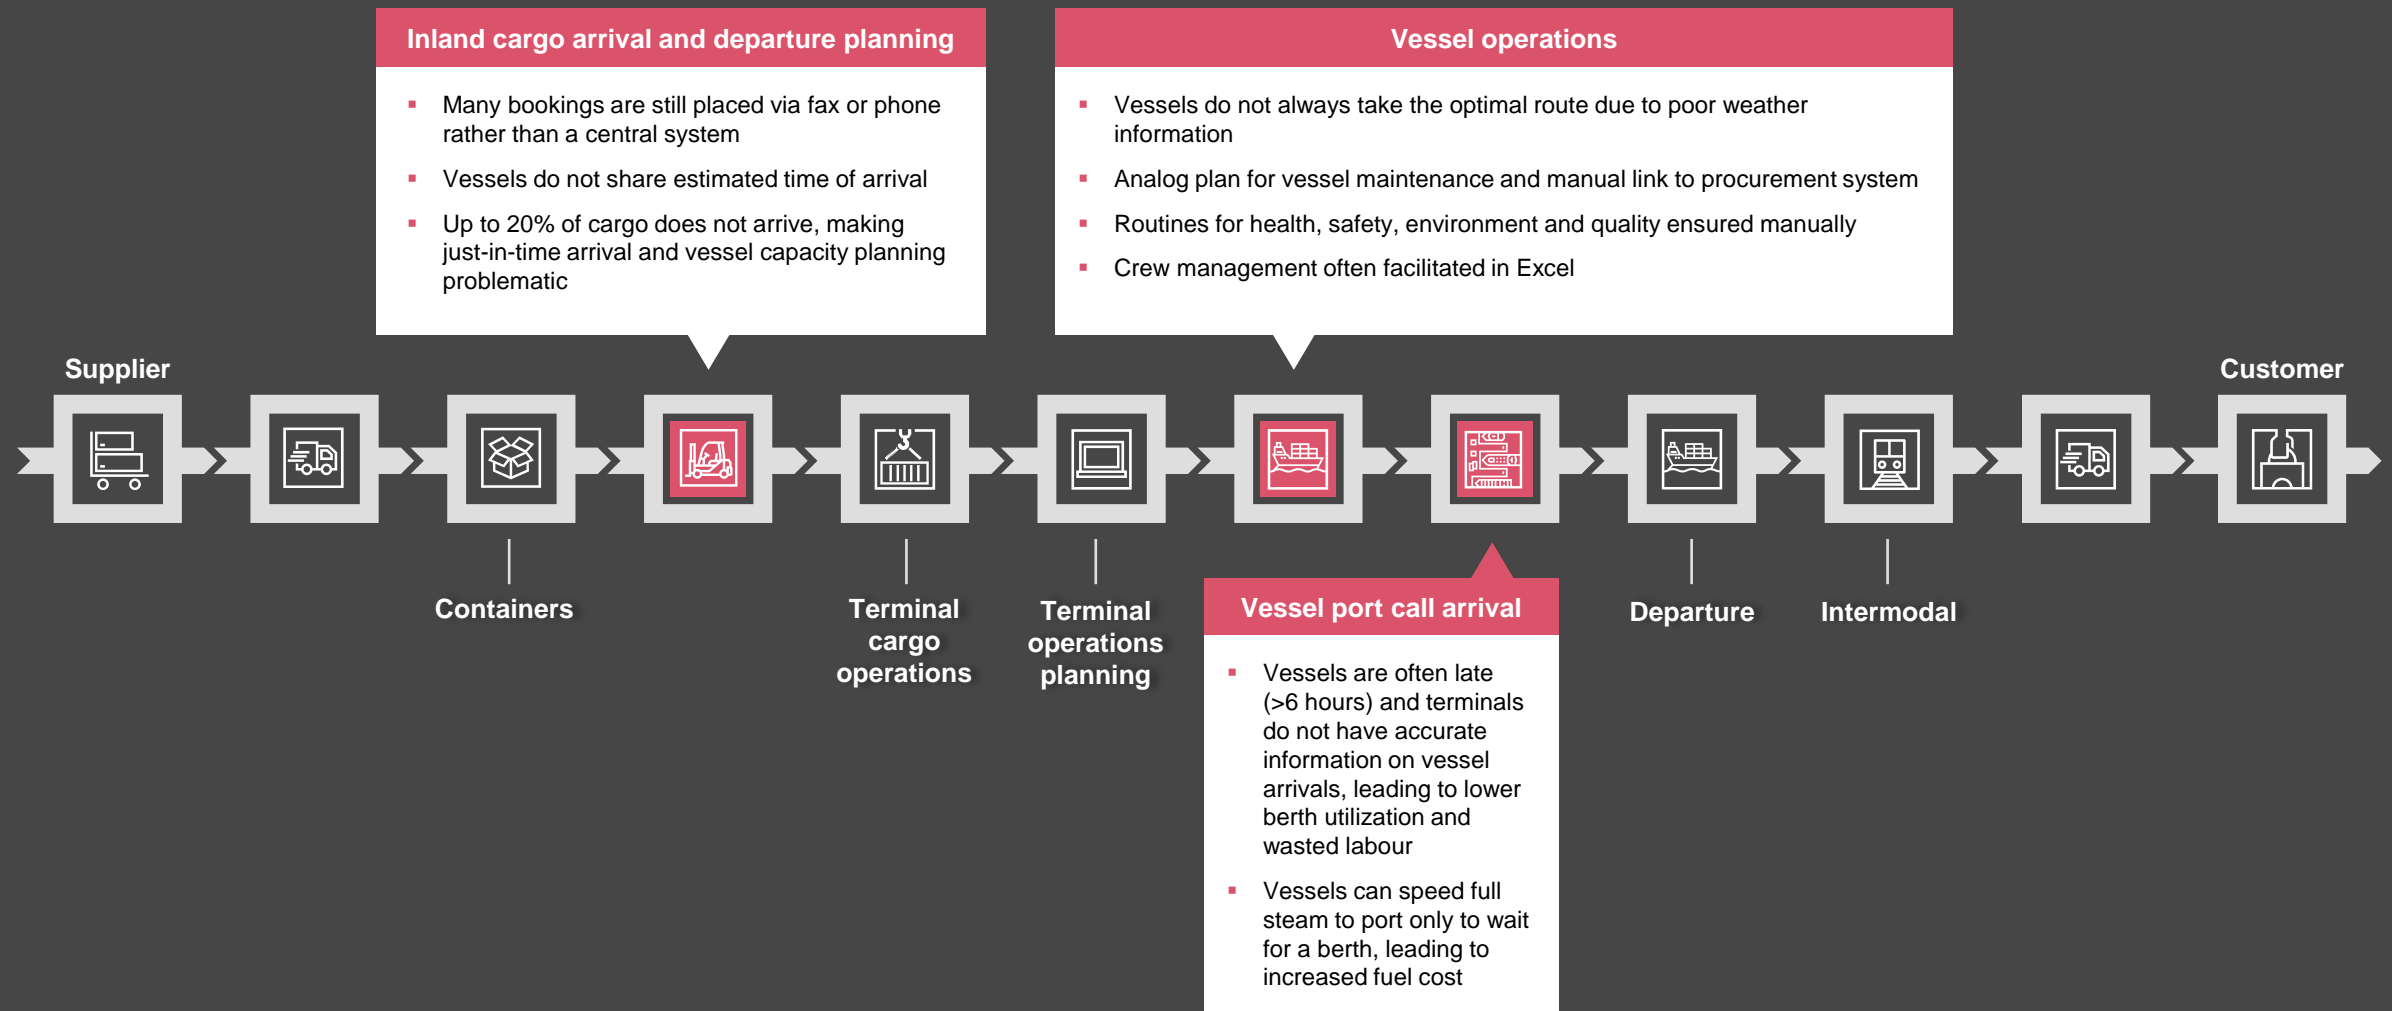 Inland cargo arrival and departure planning
▪ Many bookings are still placed via fax or phone
rather than a central system
▪ Vessels do not share estimated time of arrival
▪ Up to 20% of cargo does not arrive, making
just-in-time arrival and vessel capacity planning
problematic
Vessel operations
▪ Vessels do not always take the optimal route due to poor weather
information
▪ Analog plan for vessel maintenance and manual link to procurement system
▪ Routines for health, safety, environment and quality ensured manually
▪ Crew management often facilitated in Excel
Supplier
Customer
Containers
Terminal
cargo
operations
Terminal
operations
planning
Vessel port call arrival
▪ Vessels are often late
(>6 hours) and terminals
do not have accurate
information on vessel
arrivals, leading to lower
berth utilization and
wasted labour
▪ Vessels can speed full
steam to port only to wait
for a berth, leading to
increased fuel cost
Departure
Intermodal